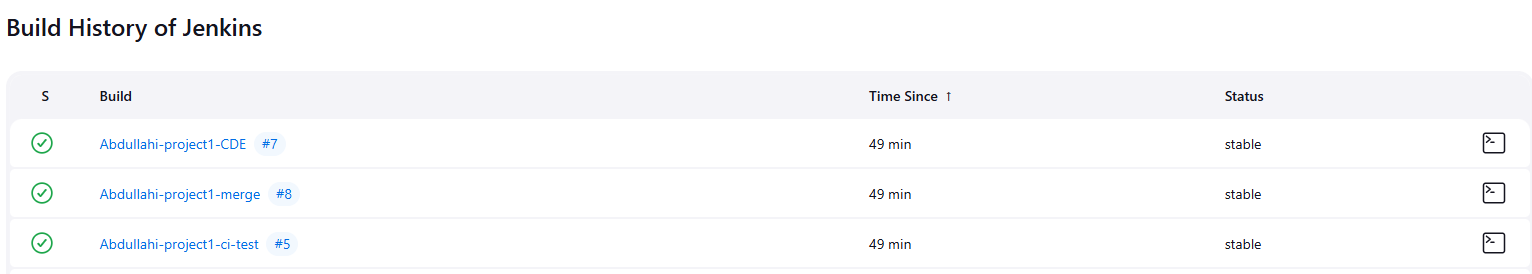 Build History of Jenkins
S Build Time Since ↑ Status
Abdullahi-project1-CDE #7 49 min stable
Abdullahi-project1-merge #8 49 min stable
Abdullahi-project1-ci-test #5 49 min stable